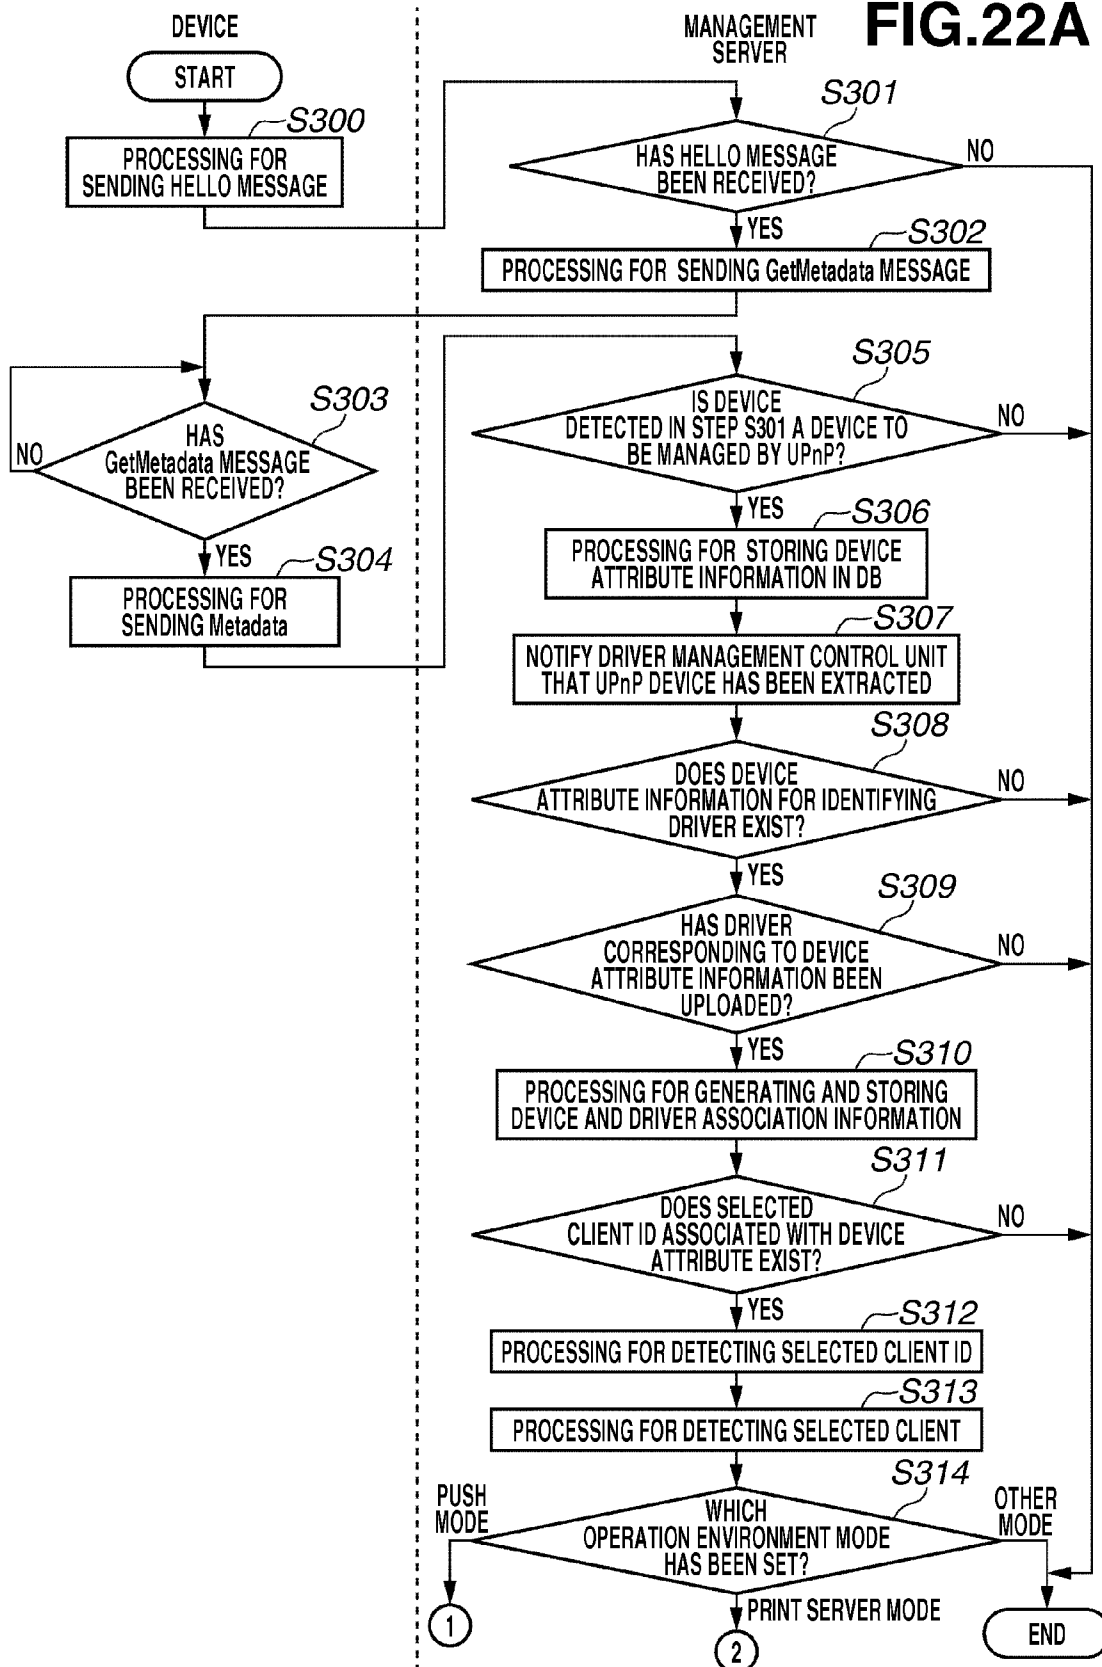 FIG.22A
DEVICE
MANAGEMENT
SERVER
START
S300
PROCESSING FOR
SENDING HELLO MESSAGE
S301
HAS HELLO MESSAGE
BEEN RECEIVED?
NO
YES
S302
PROCESSING FOR SENDING GetMetadata MESSAGE
S303
HAS
GetMetadata MESSAGE
BEEN RECEIVED?
NO
YES
S304
PROCESSING FOR
SENDING Metadata
S305
IS DEVICE
DETECTED IN STEP S301 A DEVICE TO
BE MANAGED BY UPnP?
NO
YES
S306
PROCESSING FOR STORING DEVICE
ATTRIBUTE INFORMATION IN DB
S307
NOTIFY DRIVER MANAGEMENT CONTROL UNIT
THAT UPnP DEVICE HAS BEEN EXTRACTED
S308
DOES DEVICE
ATTRIBUTE INFORMATION FOR IDENTIFYING
DRIVER EXIST?
NO
YES
S309
HAS DRIVER
CORRESPONDING TO DEVICE
ATTRIBUTE INFORMATION BEEN
UPLOADED?
NO
YES
S310
PROCESSING FOR GENERATING AND STORING
DEVICE AND DRIVER ASSOCIATION INFORMATION
S311
DOES SELECTED
CLIENT ID ASSOCIATED WITH DEVICE
ATTRIBUTE EXIST?
NO
YES
S312
PROCESSING FOR DETECTING SELECTED CLIENT ID
S313
PROCESSING FOR DETECTING SELECTED CLIENT
S314
WHICH
OPERATION ENVIRONMENT MODE
HAS BEEN SET?
PUSH
MODE
OTHER
MODE
PRINT SERVER MODE
1
2
END